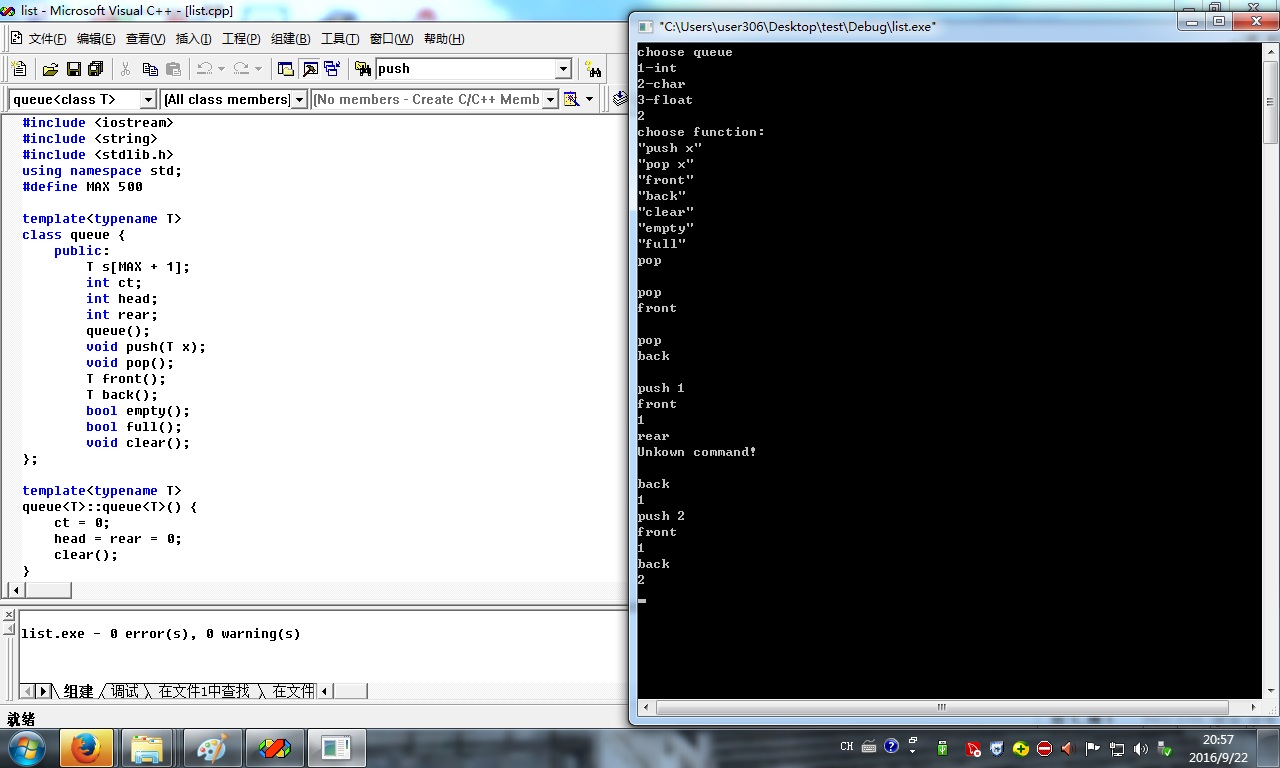 list - Microsoft Visual C++ - [list.cpp]
文件(F) 编辑(E) 查看(V) 插入(I) 工程(P) 组建(B) 工具(T) 窗口(W) 帮助(H)
push
queue<class T> [All class members] [No members - Create C/C++ Memb
#include <iostream>
#include <string>
#include <stdlib.h>
using namespace std;
#define MAX 500
template<typename T>
class queue {
public:
T s[MAX + 1];
int ct;
int head;
int rear;
queue();
void push(T x);
void pop();
T front();
T back();
bool empty();
bool full();
void clear();
};
template<typename T>
queue<T>::queue<T>() {
ct = 0;
head = rear = 0;
clear();
}
list.exe - 0 error(s), 0 warning(s)
组建 调试 在文件1中查找 在文件
就绪
"C:\Users\user306\Desktop\test\Debug\list.exe"
choose queue
1-int
2-char
3-float
2
choose function:
"push x"
"pop x"
"front"
"back"
"clear"
"empty"
"full"
pop
pop
front
pop
back
push 1
front
1
rear
Unkown command!
back
1
push 2
front
1
back
2
CH
20:57
2016/9/22